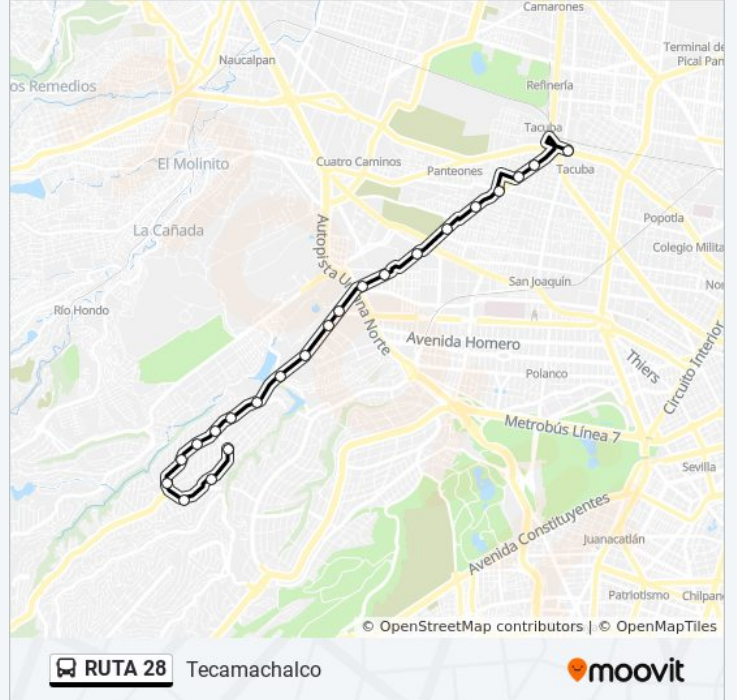 Camarones
Naucalpan
Terminal de
Pical Pan
os Remedios
Refinería
Tacuba
El Molinito
Cuatro Caminos
Panteones
Tacuba
La Cañada
Popotla
Autopista Urbana Norte
Colegio Milita
San Joaquín
Nor
Río Hondo
Avenida Homero
Thiers
Circuito Interior
Polanco
Metrobús Línea 7
Sevilla
Avenida Constituyentes
Juanacatlán
Patriotismo
Chilpan
© OpenStreetMap contributors | © OpenMapTiles
RUTA 28
Tecamachalco
moovit